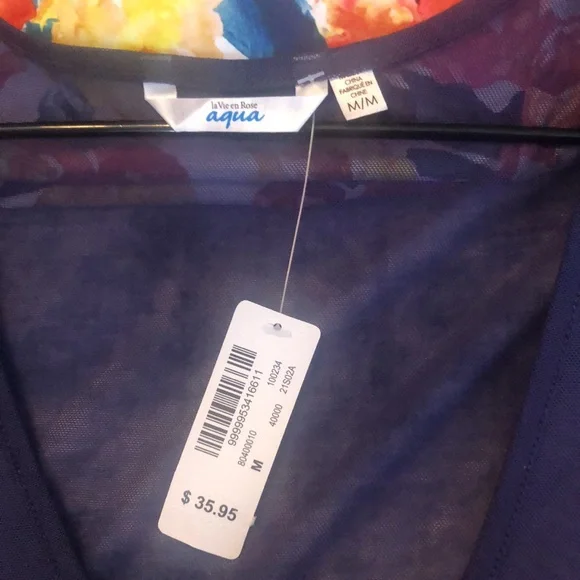 la Vie en Rose
aqua
CHINA
FABRIQUÉ EN
CHINE
M/M
9999953416611
100234
21S02A
80400010
40000
M
$ 35.95